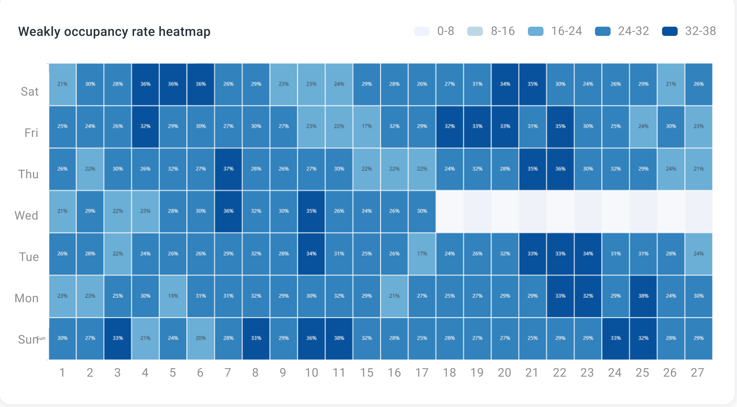 Weakly occupancy rate heatmap
0-8 8-16 16-24 24-32 32-38
Sat 21% 30% 28% 36% 36% 36% 26% 29% 23% 23% 24% 29% 28% 26% 27% 31% 34% 35% 30% 24% 26% 29% 21% 26%
Fri 25% 24% 26% 32% 29% 30% 27% 30% 27% 23% 22% 17% 32% 29% 32% 33% 33% 31% 35% 30% 25% 24% 30% 23%
Thu 26% 22% 30% 26% 32% 27% 37% 26% 26% 27% 30% 22% 22% 22% 24% 32% 28% 35% 36% 30% 32% 29% 24% 21%
Wed 21% 29% 22% 23% 28% 30% 36% 32% 30% 35% 26% 24% 26% 30%
Tue 26% 28% 22% 24% 26% 26% 29% 32% 28% 34% 31% 25% 26% 17% 24% 26% 32% 33% 33% 34% 31% 31% 28% 24%
Mon 23% 23% 25% 30% 19% 31% 31% 32% 29% 30% 32% 29% 21% 27% 25% 27% 29% 29% 33% 32% 29% 38% 24% 30%
Sun 30% 27% 33% 21% 24% 20% 28% 33% 29% 36% 38% 32% 28% 25% 28% 27% 27% 25% 29% 29% 33% 32% 28% 29%
1 2 3 4 5 6 7 8 9 10 11 15 16 17 18 19 20 21 22 23 24 25 26 27